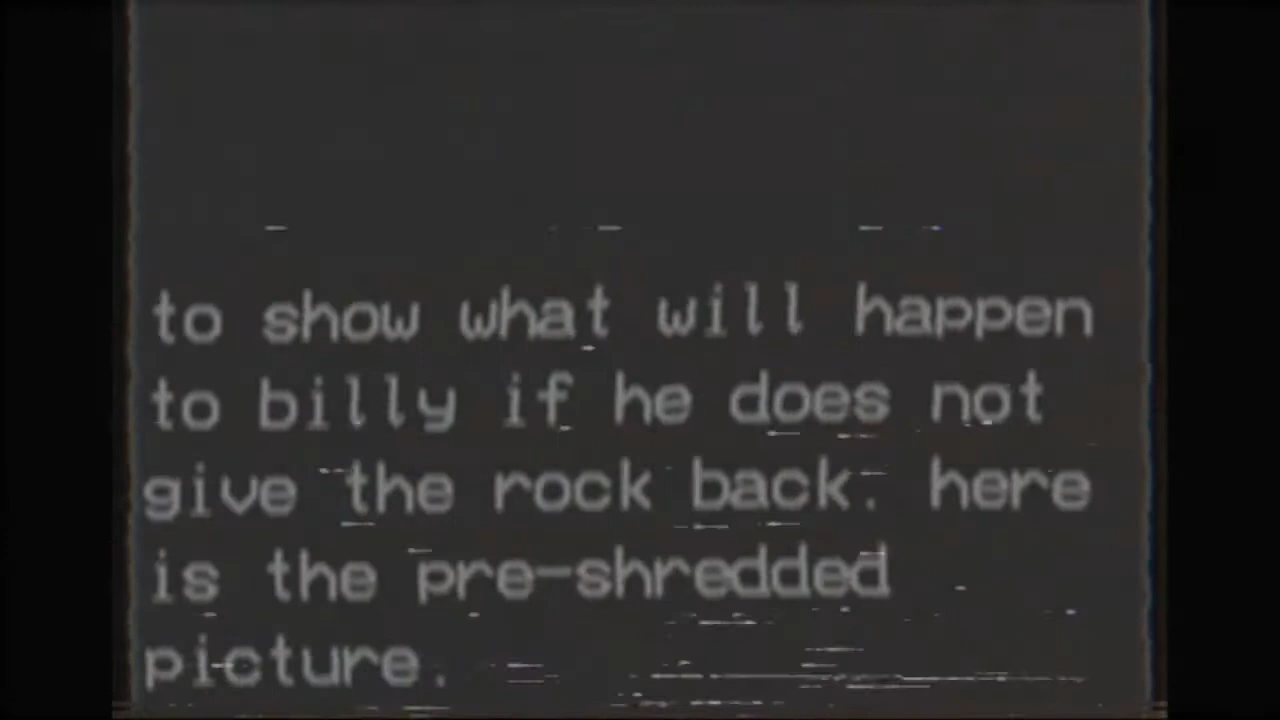 to show what will happen
to billy if he does not
give the rock back. here
is the pre-shredded
picture.